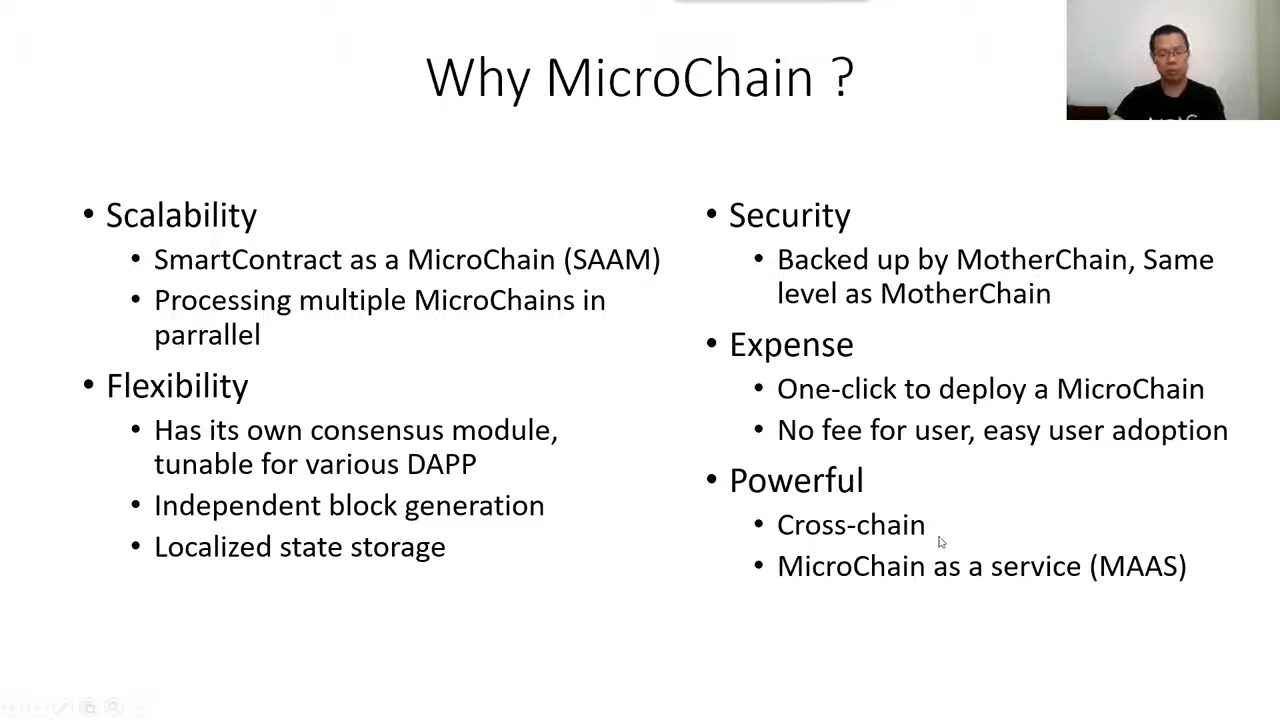 Why MicroChain ?
• Scalability
• SmartContract as a MicroChain (SAAM)
• Processing multiple MicroChains in
parrallel
• Flexibility
• Has its own consensus module,
tunable for various DAPP
• Independent block generation
• Localized state storage
• Security
• Backed up by MotherChain, Same
level as MotherChain
• Expense
• One-click to deploy a MicroChain
• No fee for user, easy user adoption
• Powerful
• Cross-chain
• MicroChain as a service (MAAS)